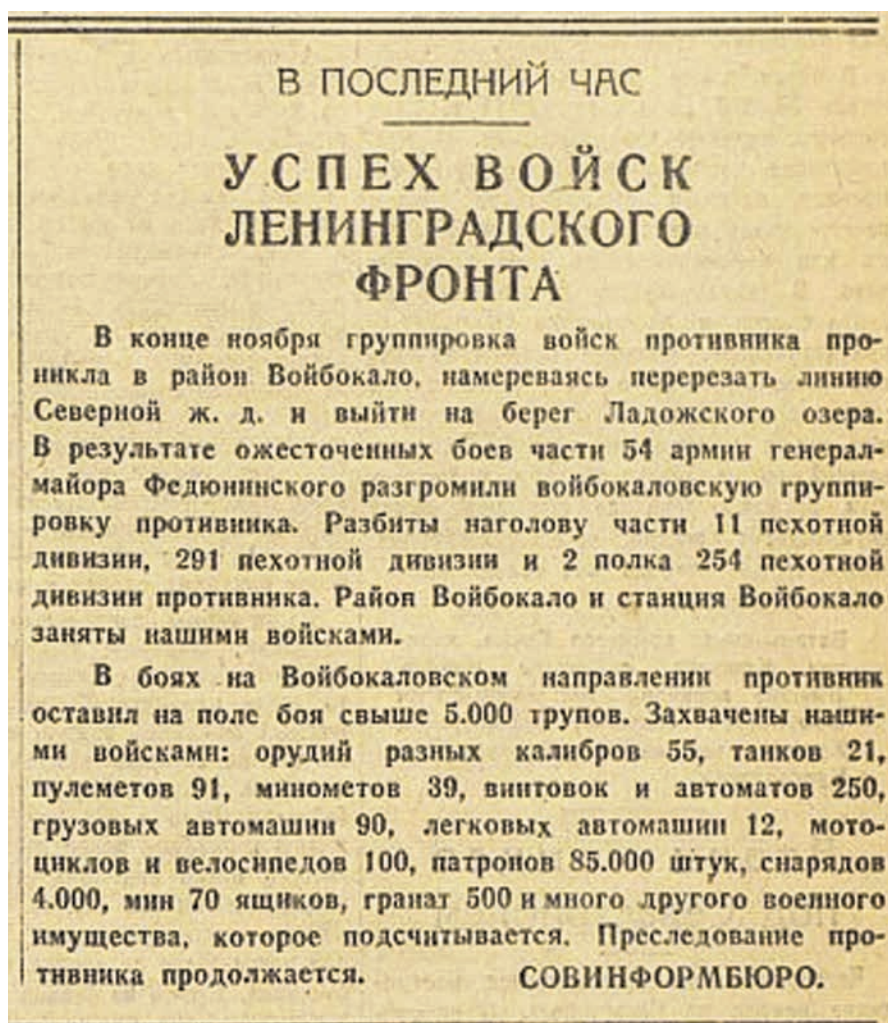 В ПОСЛЕДНИЙ ЧАС
УСПЕХ ВОЙСК
ЛЕНИНГРАДСКОГО
ФРОНТА
В конце ноября группировка войск противника про-
никла в район Войбокало, намереваясь перерезать линию
Северной ж. д. и выйти на берег Ладожского озера.
В результате ожесточенных боев части 54 армии генерал-
майора Федюнинского разгромили войбокаловскую группи-
ровку противника. Разбиты наголову части 11 пехотной
дивизии, 291 пехотной дивизии и 2 полка 254 пехотной
дивизии противника. Район Войбокало и станция Войбокало
заняты нашими войсками.
В боях на Войбокаловском направлении противник
оставил на поле боя свыше 5.000 трупов. Захвачены наши-
ми войсками: орудий разных калибров 55, танков 21,
пулеметов 91, минометов 39, винтовок и автоматов 250,
грузовых автомашин 90, легковых автомашин 12, мото-
циклов и велосипедов 100, патронов 85.000 штук, снарядов
4.000, мин 70 ящиков, гранат 500 и много другого военного
имущества, которое подсчитывается. Преследование про-
тивника продолжается. СОВИНФОРМБЮРО.